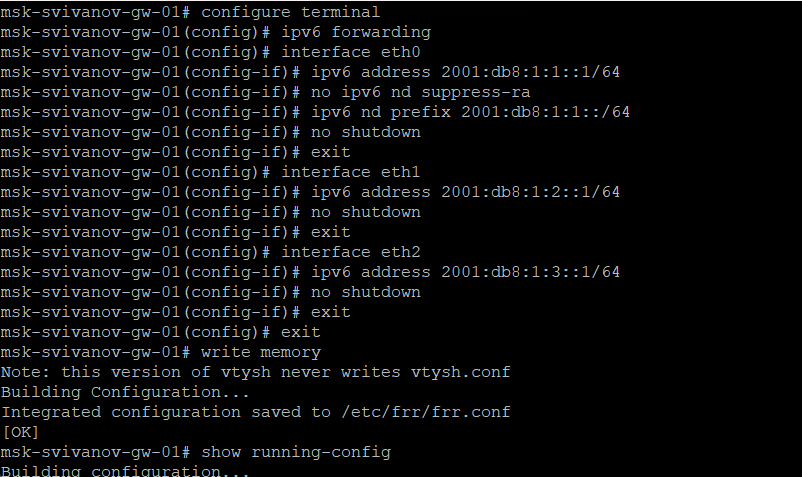 msk-svivanov-gw-01# configure terminal
msk-svivanov-gw-01(config)# ipv6 forwarding
msk-svivanov-gw-01(config)# interface eth0
msk-svivanov-gw-01(config-if)# ipv6 address 2001:db8:1:1::1/64
msk-svivanov-gw-01(config-if)# no ipv6 nd suppress-ra
msk-svivanov-gw-01(config-if)# ipv6 nd prefix 2001:db8:1:1::/64
msk-svivanov-gw-01(config-if)# no shutdown
msk-svivanov-gw-01(config-if)# exit
msk-svivanov-gw-01(config)# interface eth1
msk-svivanov-gw-01(config-if)# ipv6 address 2001:db8:1:2::1/64
msk-svivanov-gw-01(config-if)# no shutdown
msk-svivanov-gw-01(config-if)# exit
msk-svivanov-gw-01(config)# interface eth2
msk-svivanov-gw-01(config-if)# ipv6 address 2001:db8:1:3::1/64
msk-svivanov-gw-01(config-if)# no shutdown
msk-svivanov-gw-01(config-if)# exit
msk-svivanov-gw-01(config)# exit
msk-svivanov-gw-01# write memory
Note: this version of vtysh never writes vtysh.conf
Building Configuration...
Integrated configuration saved to /etc/frr/frr.conf
[OK]
msk-svivanov-gw-01# show running-config
Building configuration...